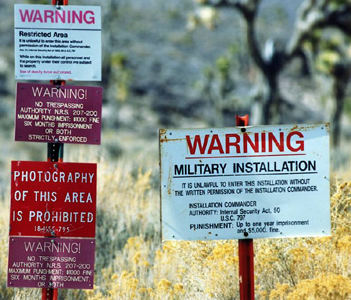 WARNING
Restricted Area
It is unlawful to enter this area without
permission of the Installation Commander.
While on this installation all personnel and
the property under their control are subject
to search.
Use of deadly force authorized.
WARNING!
NO TRESPASSING
AUTHORITY N.R.S. 207-200
MAXIMUM PUNISHMENT: $1000 FINE
SIX MONTHS IMPRISONMENT
OR BOTH
STRICTLY ENFORCED
PHOTOGRAPHY
OF THIS AREA
IS PROHIBITED
18 USC 795
WARNING!
NO TRESPASSING
AUTHORITY N.R.S. 207-200
MAXIMUM PUNISHMENT: $1000 FINE
SIX MONTHS IMPRISONMENT
OR BOTH
WARNING
MILITARY INSTALLATION
IT IS UNLAWFUL TO ENTER THIS INSTALLATION WITHOUT
THE WRITTEN PERMISSION OF THE INSTALLATION COMMANDER.
INSTALLATION COMMANDER
AUTHORITY: Internal Security Act, 50
U.S.C. 797
PUNISHMENT: Up to one year imprisonment
and $5,000. fine